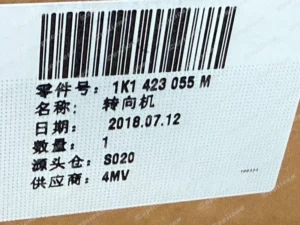 零件号: 1K1 423 055 M
名称: 转向机
日期: 2018.07.12
数量: 1
源头仓: S020
供应商: 4MV